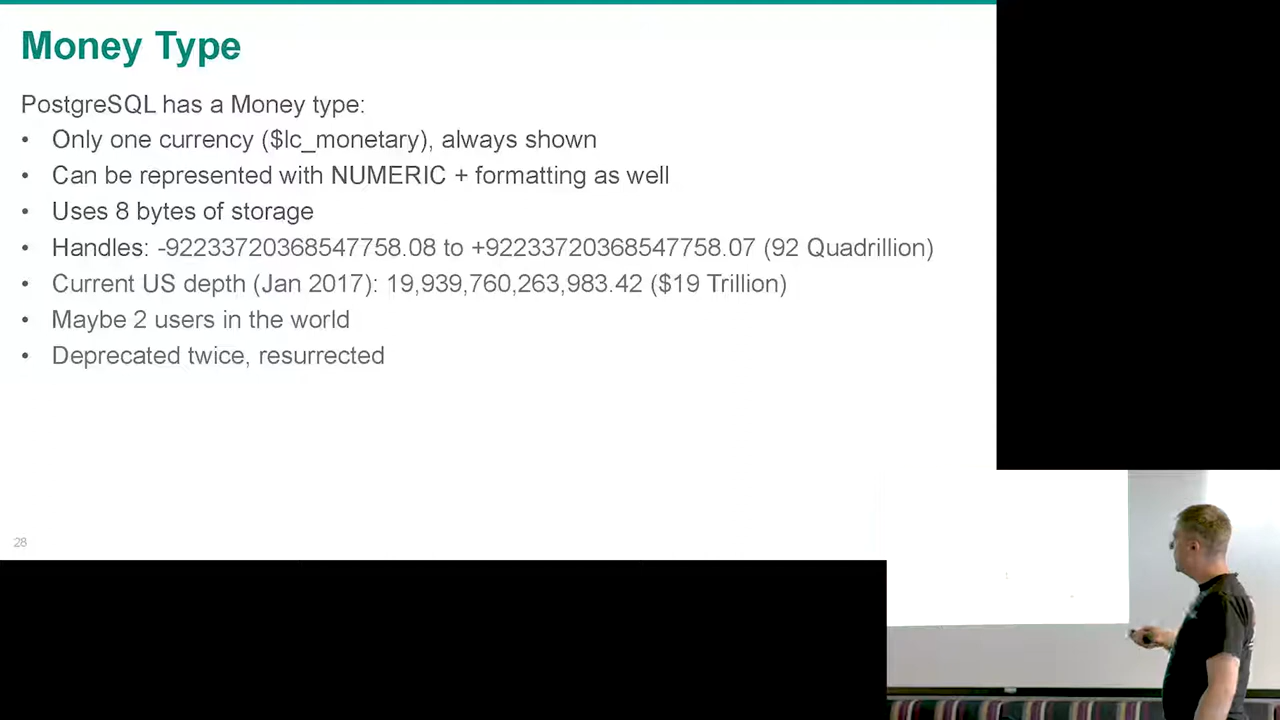 Money Type
PostgreSQL has a Money type:
• Only one currency ($lc_monetary), always shown
• Can be represented with NUMERIC + formatting as well
• Uses 8 bytes of storage
• Handles: -92233720368547758.08 to +92233720368547758.07 (92 Quadrillion)
• Current US depth (Jan 2017): 19,939,760,263,983.42 ($19 Trillion)
• Maybe 2 users in the world
• Deprecated twice, resurrected
28